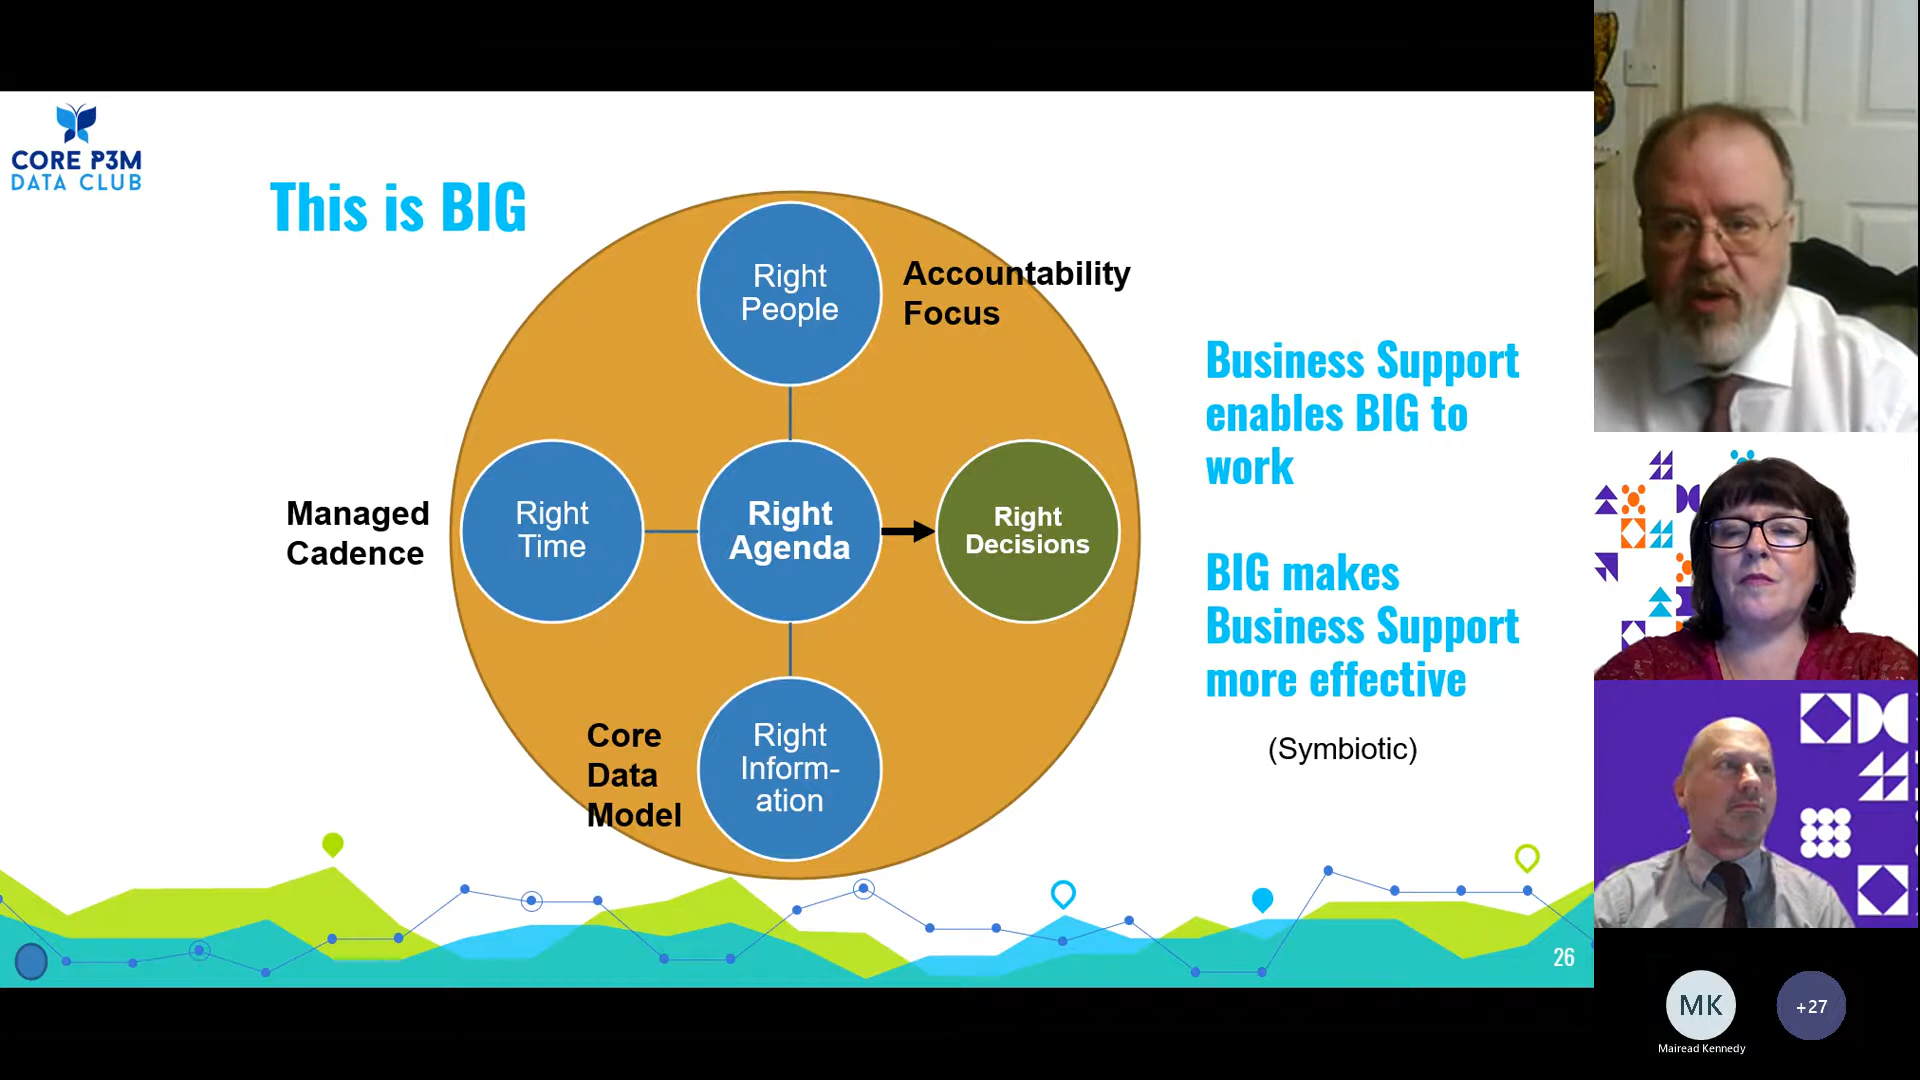 CORE P3M
DATA CLUB
This is BIG
Right
People
Accountability
Focus
Managed
Cadence
Right
Time
Right
Agenda
Right
Decisions
Core
Data
Model
Right
Inform-
ation
Business Support
enables BIG to
work
BIG makes
Business Support
more effective
(Symbiotic)
26
MK
+27
Mairead Kennedy